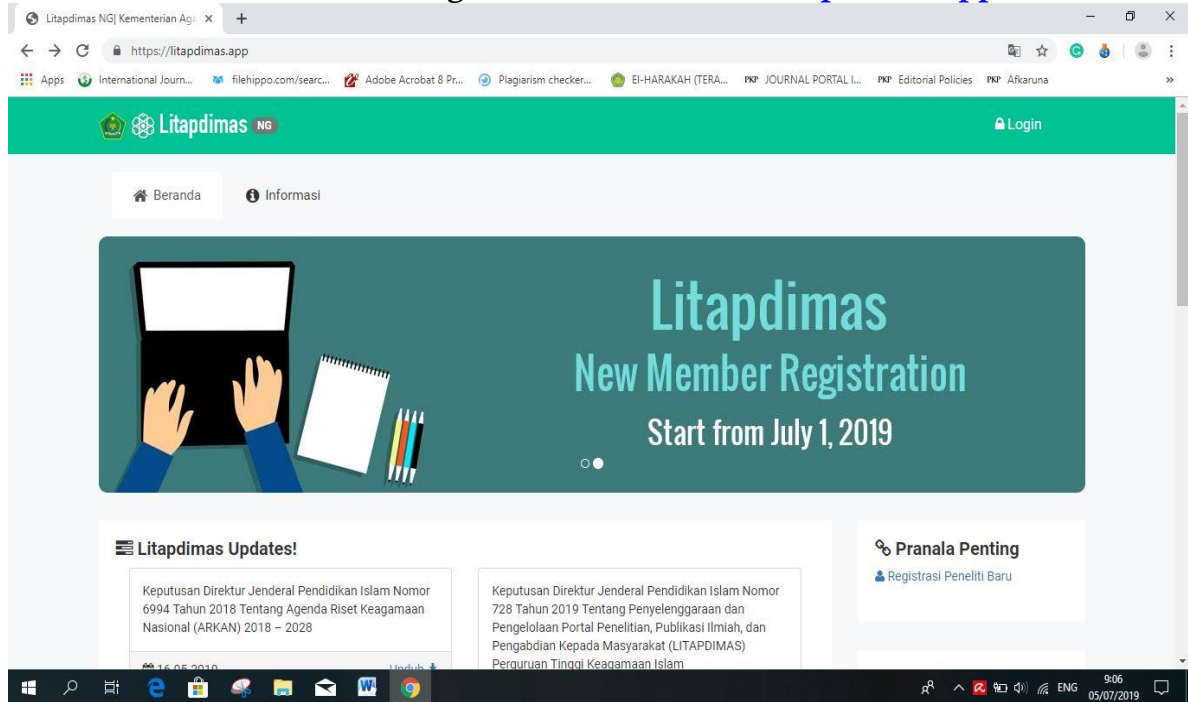 Litapdimas NG| Kementerian Aga
https://litapdimas.app
Apps International Journ... filehippo.com/searc... Adobe Acrobat 8 Pr... Plagiarism checker... El-HARAKAH (TERA... PKP JOURNAL PORTAL I... PKP Editorial Policies PKP Afkaruna »
Litapdimas NG Login
Beranda Informasi
Litapdimas
New Member Registration
Start from July 1, 2019
Litapdimas Updates!
Keputusan Direktur Jenderal Pendidikan Islam Nomor
6994 Tahun 2018 Tentang Agenda Riset Keagamaan
Nasional (ARKAN) 2018 – 2028
16-05-2019 Unduh
Keputusan Direktur Jenderal Pendidikan Islam Nomor
728 Tahun 2019 Tentang Penyelenggaraan dan
Pengelolaan Portal Penelitian, Publikasi Ilmiah, dan
Pengabdian Kepada Masyarakat (LITAPDIMAS)
Perguruan Tinggi Keagamaan Islam
Pranala Penting
Registrasi Peneliti Baru
ENG 9:06
05/07/2019